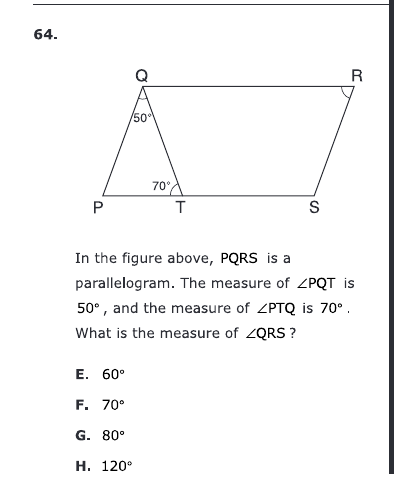 64.
Q R
50°
70°
P T S
In the figure above, PQRS is a
parallelogram. The measure of ∠PQT is
50°, and the measure of ∠PTQ is 70°.
What is the measure of ∠QRS?
E. 60°
F. 70°
G. 80°
H. 120°